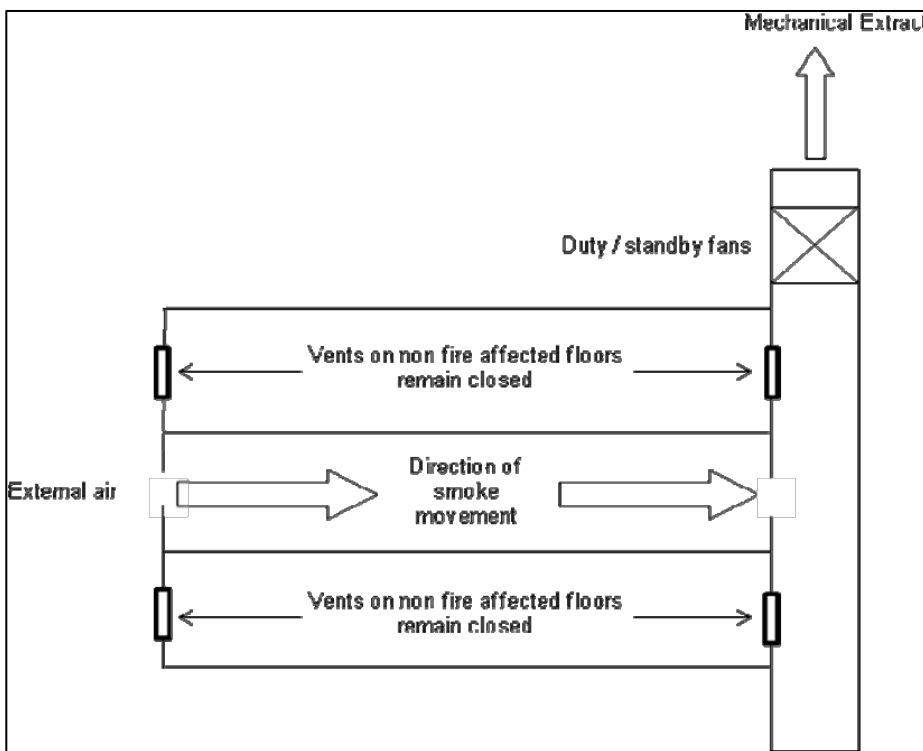 Mechanical Extract
Duty / standby fans
Vents on non fire affected floors
remain closed
External air
Direction of
smoke
movement
Vents on non fire affected floors
remain closed